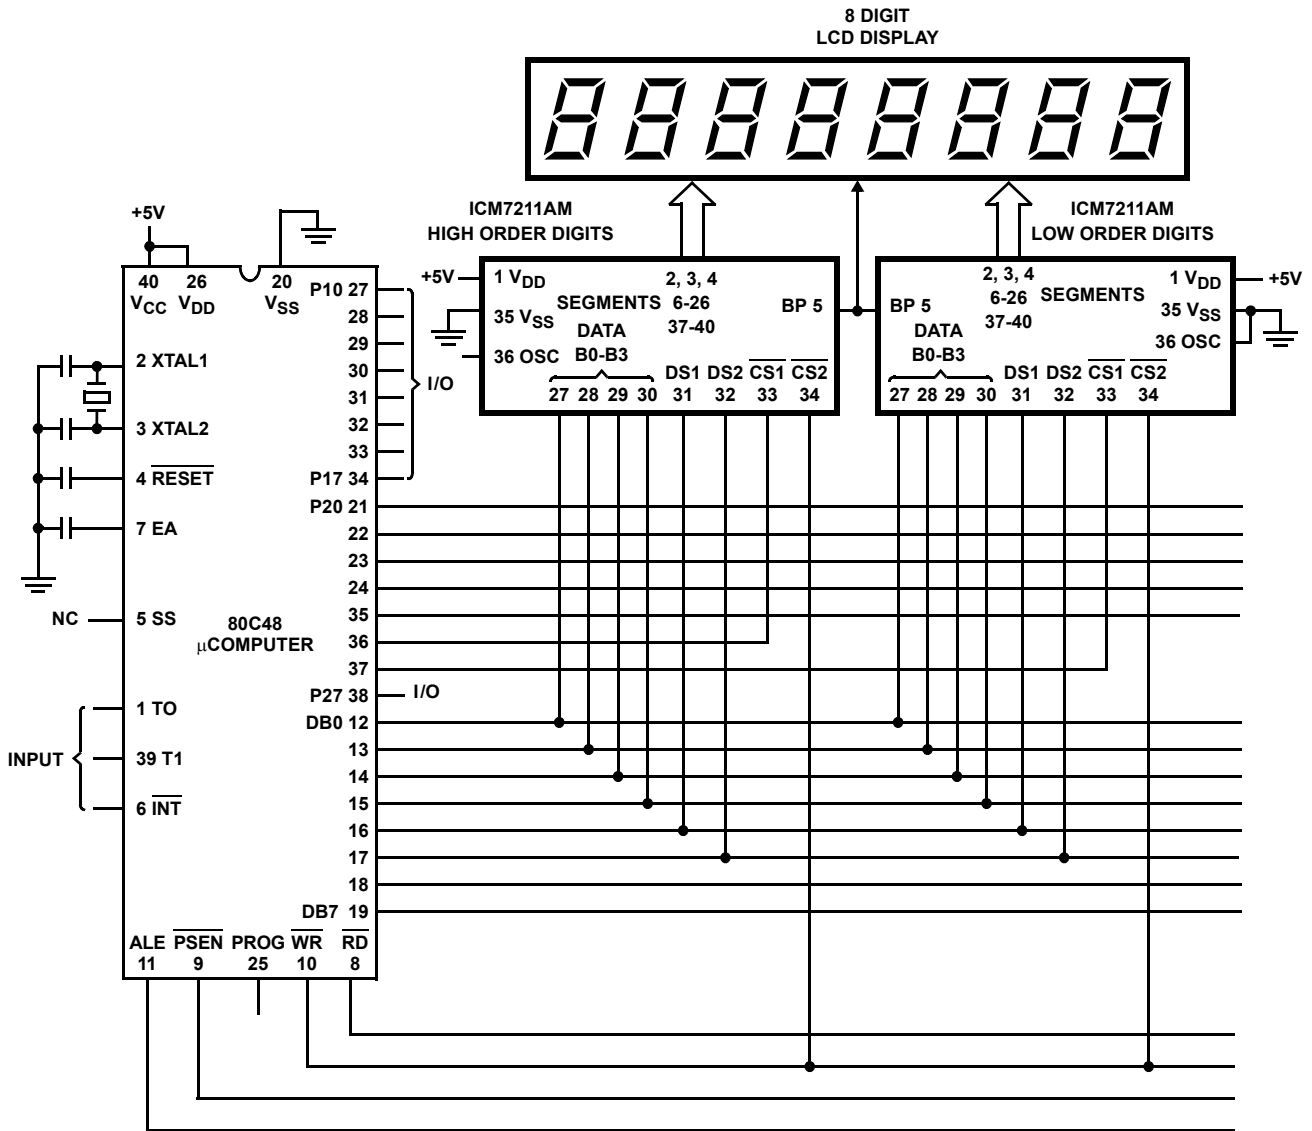 8 DIGIT
LCD DISPLAY
ICM7211AM
HIGH ORDER DIGITS
ICM7211AM
LOW ORDER DIGITS
+5V
1 VDD
35 VSS
36 OSC
SEGMENTS
2, 3, 4
6-26
37-40
DATA
B0-B3
BP 5
DS1 DS2 CS1 CS2
27 28 29 30 31 32 33 34
BP 5
2, 3, 4
6-26
37-40
SEGMENTS
DATA
B0-B3
1 VDD
35 VSS
36 OSC
+5V
DS1 DS2 CS1 CS2
27 28 29 30 31 32 33 34
+5V
40
VCC
26
VDD
20
VSS
2 XTAL1
3 XTAL2
4 RESET
7 EA
NC
5 SS
80C48
μCOMPUTER
INPUT
1 TO
39 T1
6 INT
P10 27
28
29
30
31
32
33
P17 34
I/O
P20 21
22
23
24
35
36
37
P27 38
I/O
DB0 12
13
14
15
16
17
18
DB7 19
ALE PSEN PROG WR RD
11 9 25 10 8